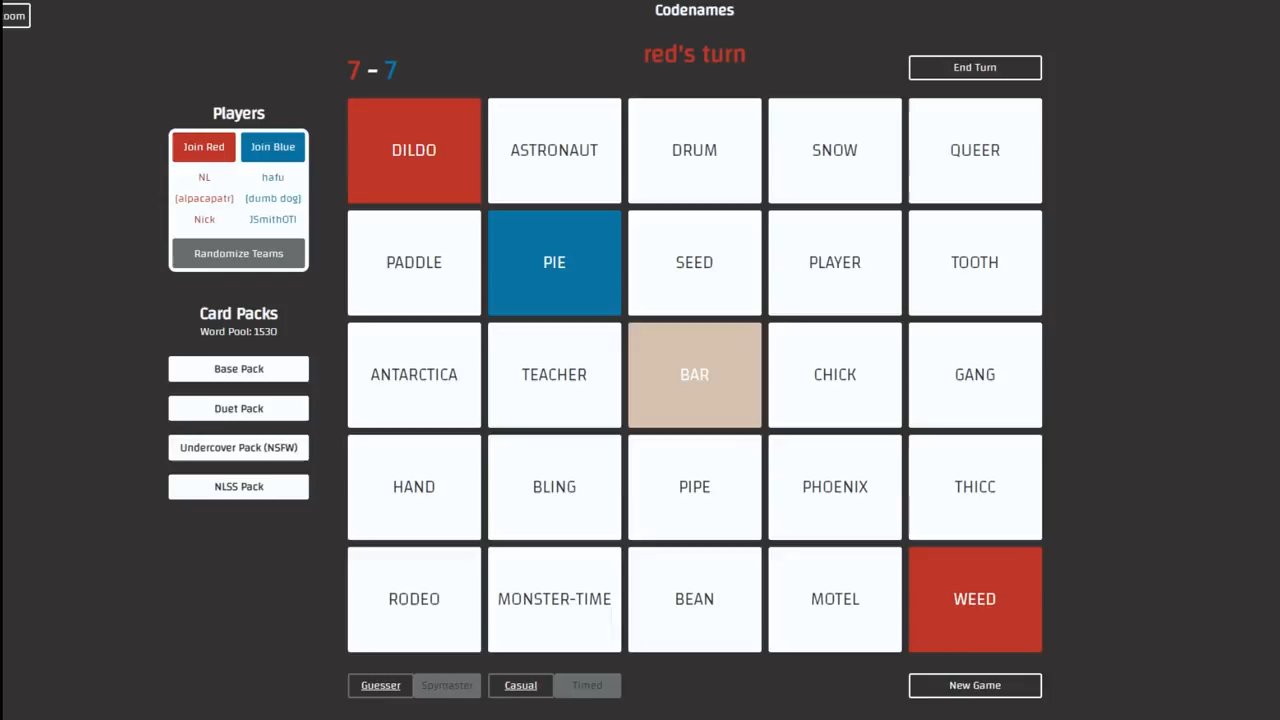 oom
Codenames
7 - 7
red's turn
End Turn
Players
Join Red
Join Blue
NL
hafu
[alpacapatr]
[dumb dog]
Nick
JSmithOTI
Randomize Teams
Card Packs
Word Pool: 1530
Base Pack
Duet Pack
Undercover Pack (NSFW)
NLSS Pack
DILDO
ASTRONAUT
DRUM
SNOW
QUEER
PADDLE
PIE
SEED
PLAYER
TOOTH
ANTARCTICA
TEACHER
BAR
CHICK
GANG
HAND
BLING
PIPE
PHOENIX
THICC
RODEO
MONSTER-TIME
BEAN
MOTEL
WEED
Guesser
Spymaster
Casual
Timed
New Game